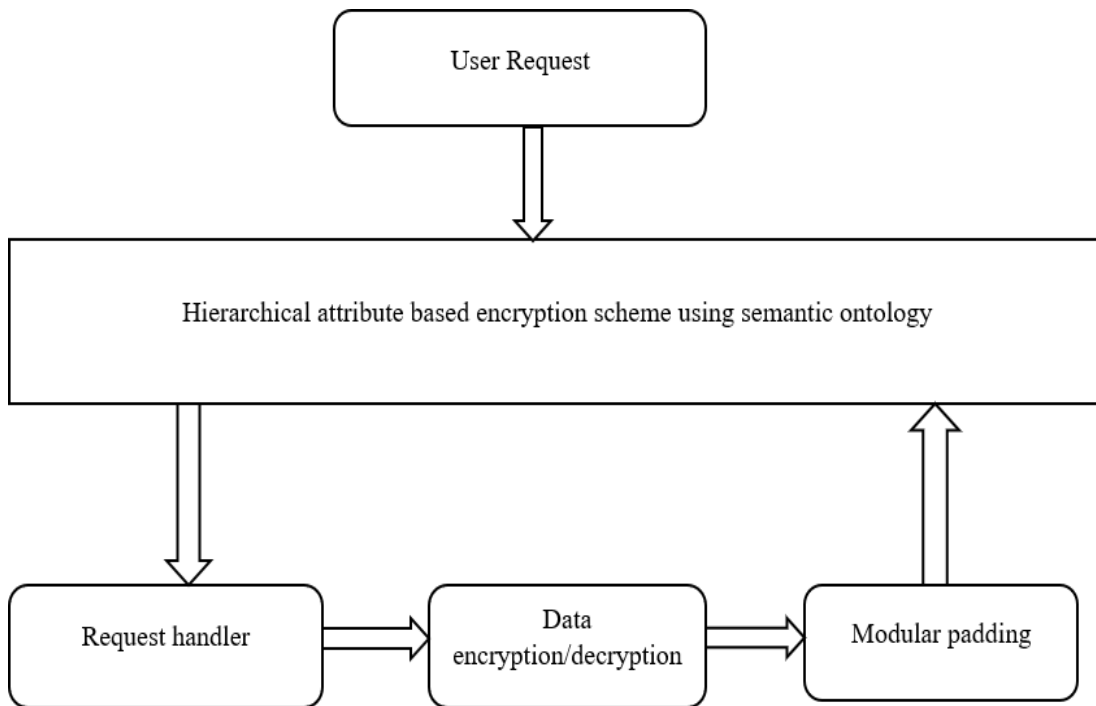 User Request
Hierarchical attribute based encryption scheme using semantic ontology
Request handler
Data
encryption/decryption
Modular padding